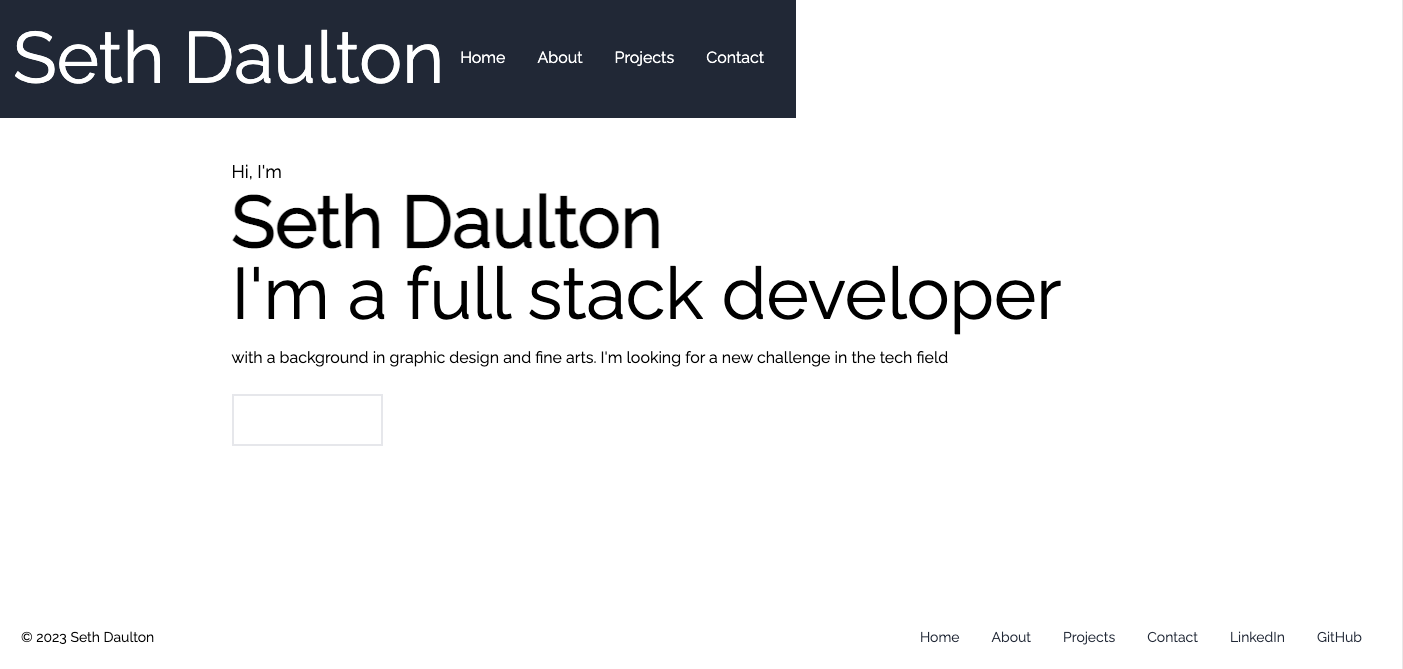 Seth Daulton Home About Projects Contact
Hi, I'm
Seth Daulton
I'm a full stack developer
with a background in graphic design and fine arts. I'm looking for a new challenge in the tech field
© 2023 Seth Daulton Home About Projects Contact LinkedIn GitHub